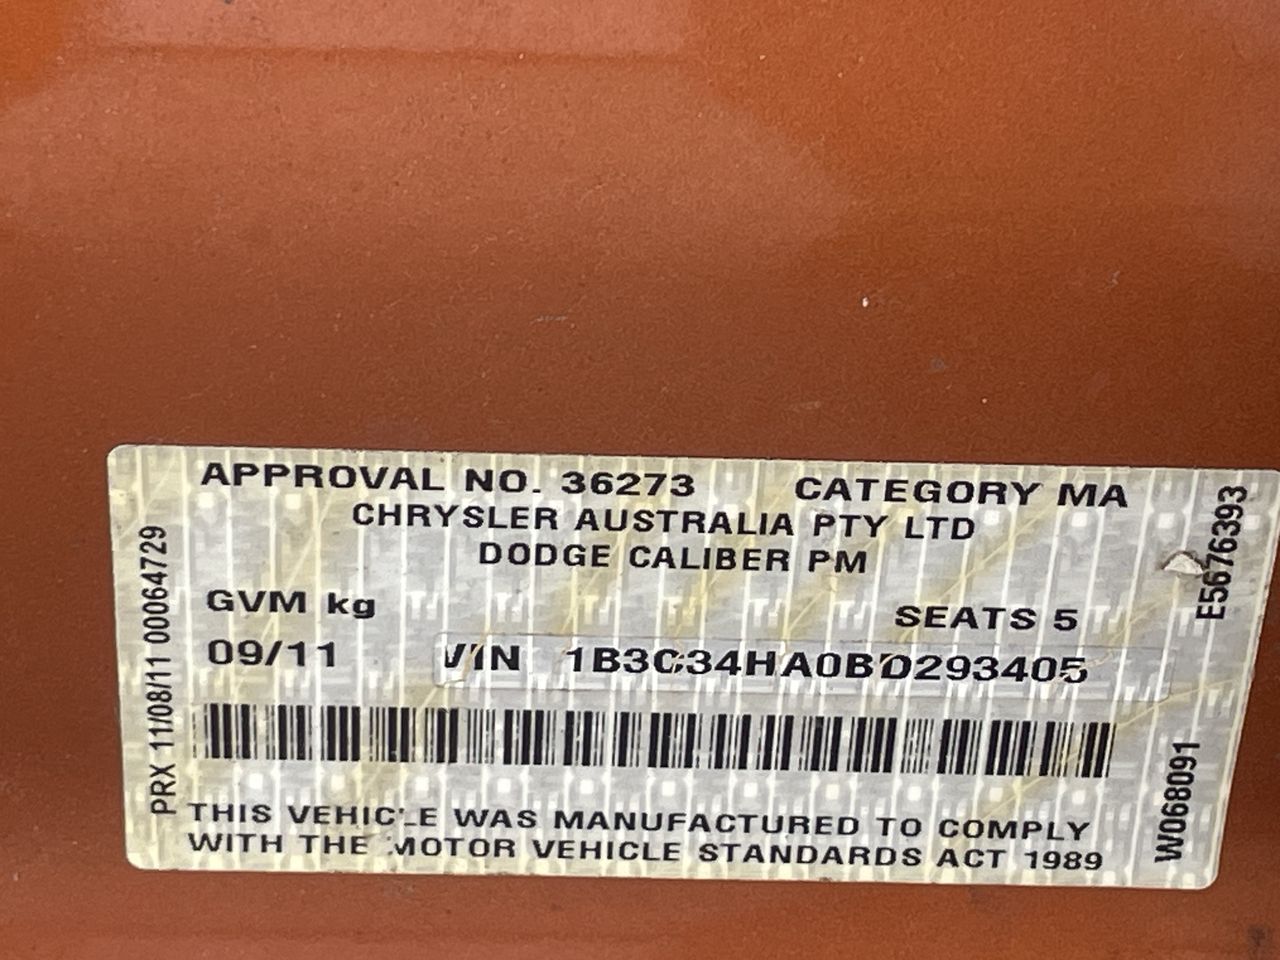 APPROVAL NO. 36273 CATEGORY MA
CHRYSLER AUSTRALIA PTY LTD
DODGE CALIBER PM
GVM kg SEATS 5
09/11 VIN 1B3C34HA0BD293405
THIS VEHICLE WAS MANUFACTURED TO COMPLY
WITH THE MOTOR VEHICLE STANDARDS ACT 1989
PRX 11/08/11 00064729
E5676393
W068091